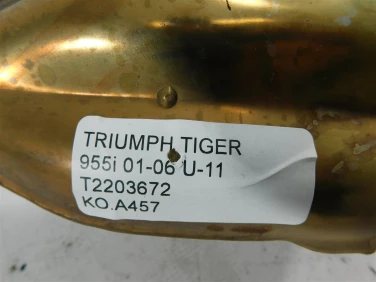 TRIUMPH TIGER
955i 01-06 U-11
T2203672
KO.A457